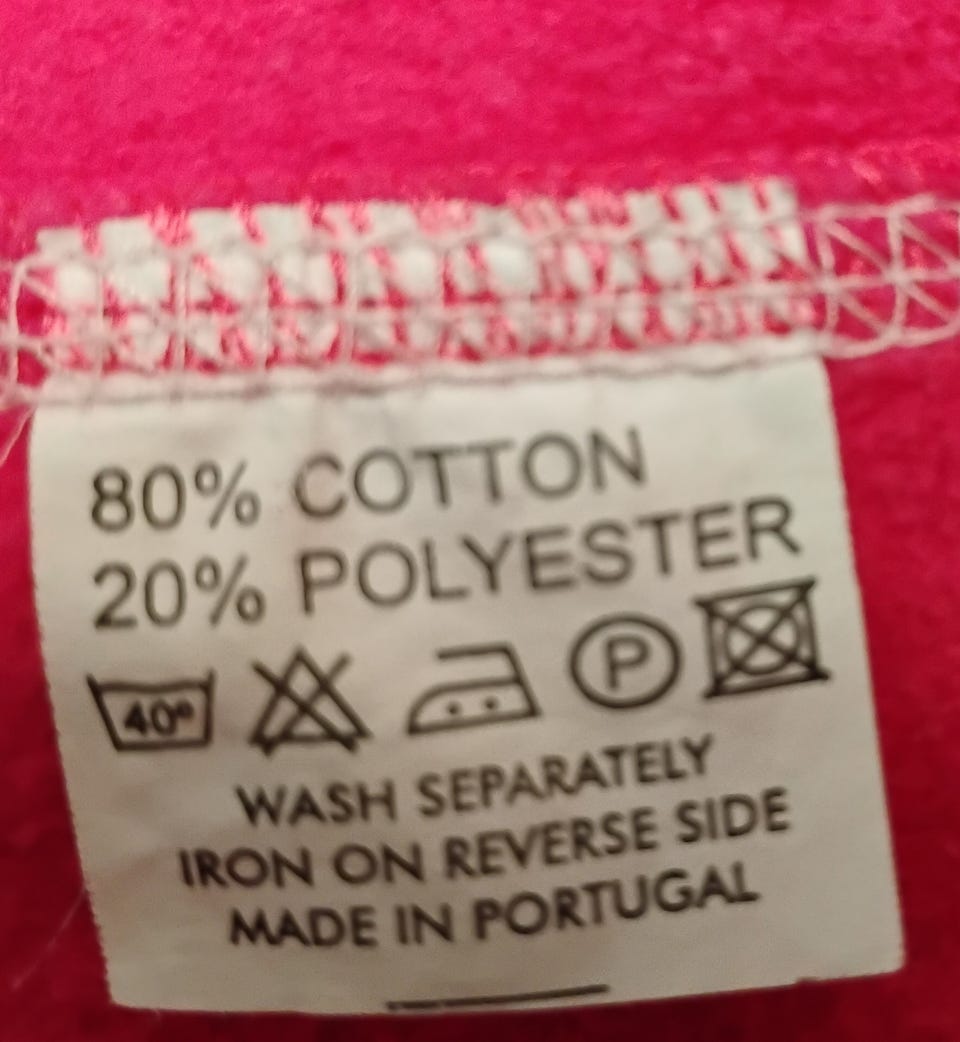 80% COTTON
20% POLYESTER
40° P
WASH SEPARATELY
IRON ON REVERSE SIDE
MADE IN PORTUGAL